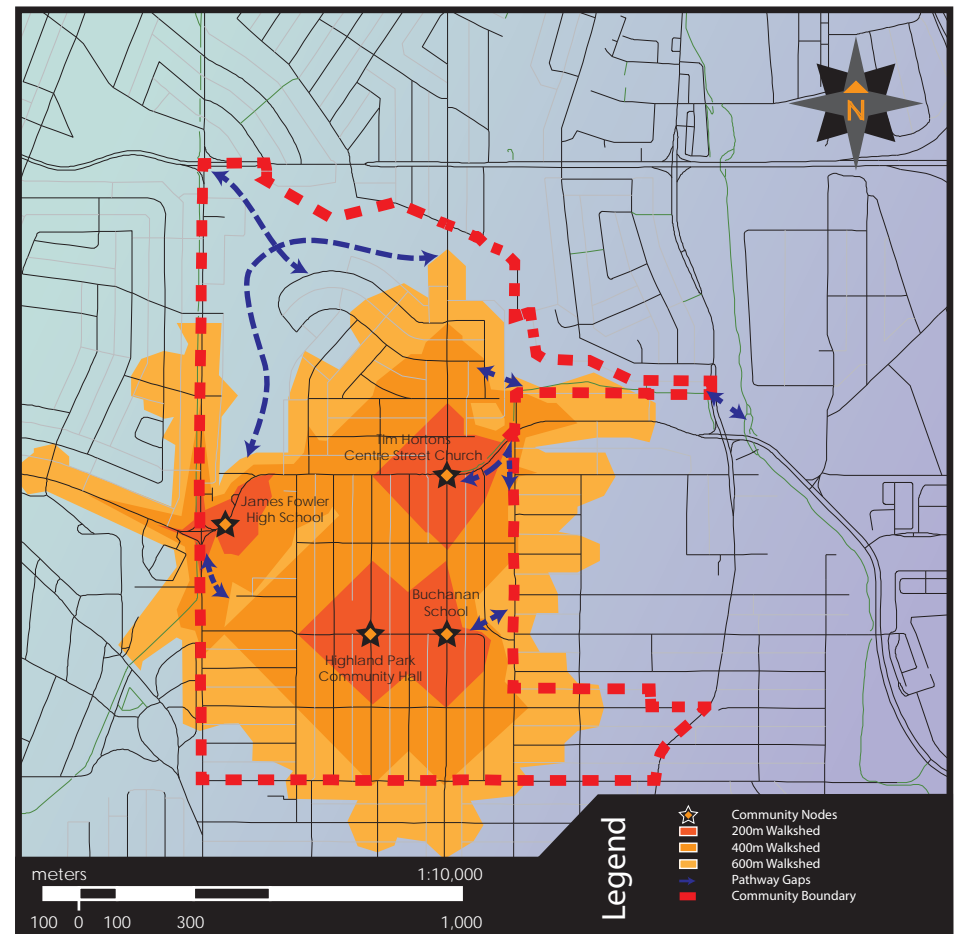 N
Tim Hortons
Centre Street Church
James Fowler
High School
Buchanan
School
Highland Park
Community Hall
meters
1:10,000
100 0 100 300 1,000
Legend
Community Nodes
200m Walkshed
400m Walkshed
600m Walkshed
Pathway Gaps
Community Boundary